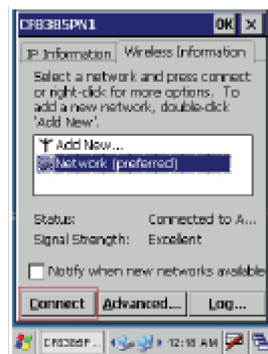 CF8385PN1 OK ×
IP Information Wireless Information
Select a network and press connect
or right-click for more options. To
add a new network, double-click
'Add New'.
Add New...
Network (preferred)
Status: Connected to A...
Signal Strength: Excellent
Notify when new networks available
Connect Advanced... Log...
CF8385P... 12:18 AM